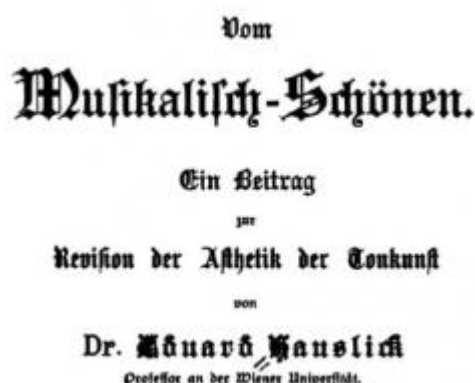 Vom
Musikalisch-Schönen.
Ein Beitrag
zur
Revision der Ästhetik der Tonkunst
von
Dr. Eduard Hanslick
Professor an der Wiener Universität.